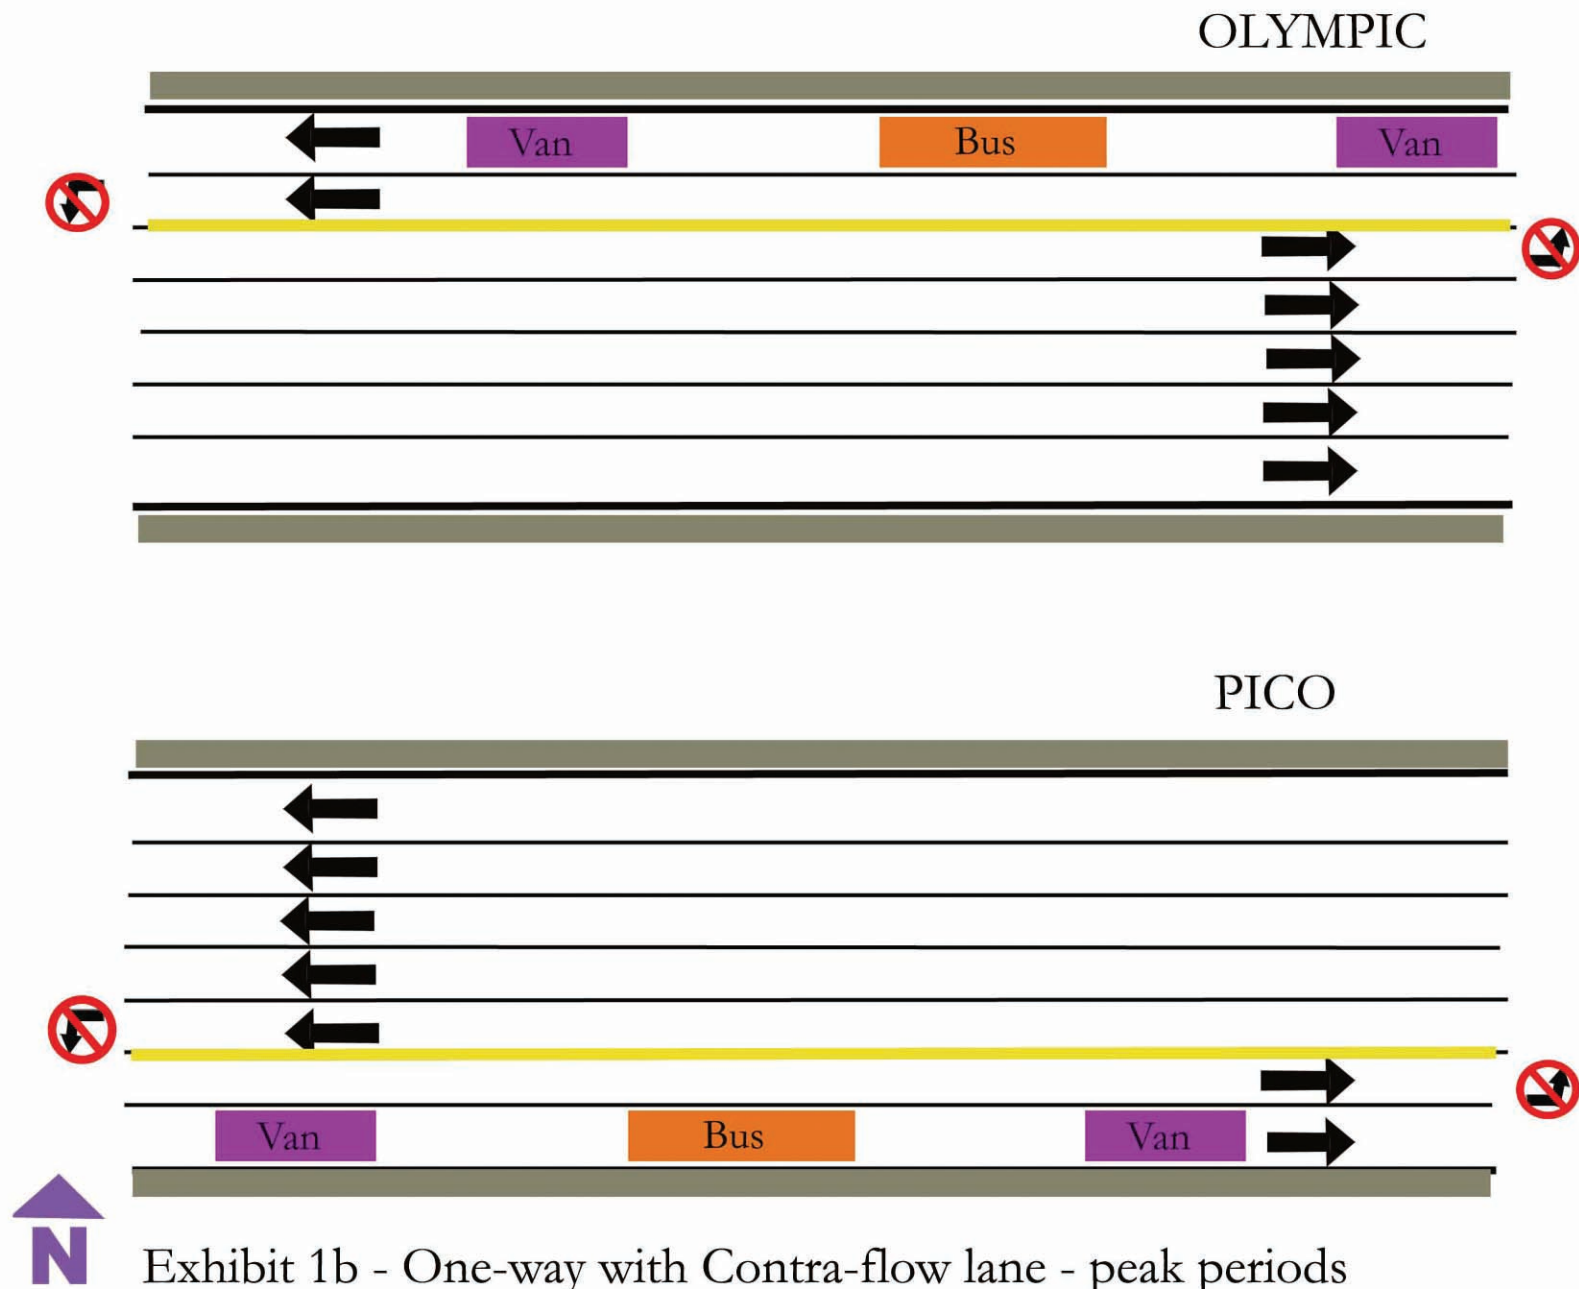 OLYMPIC
Van Bus Van
PICO
Van Bus Van
N
Exhibit 1b - One-way with Contra-flow lane - peak periods